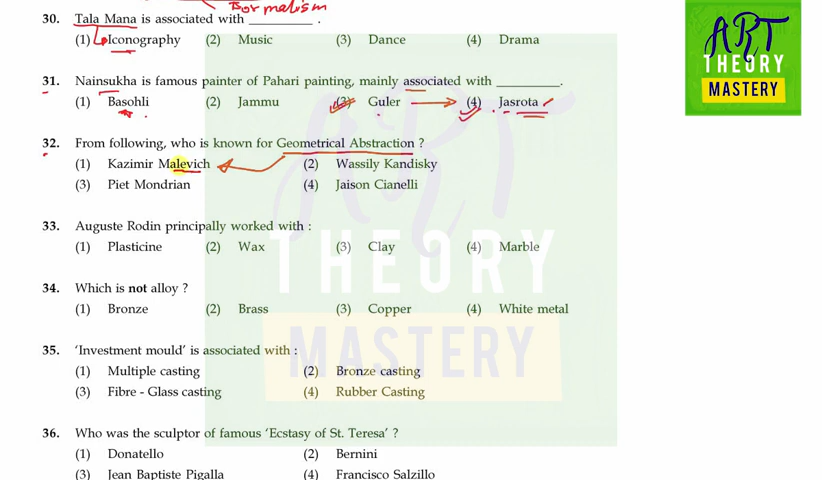 Formalism
30. Tala Mana is associated with __________ .
(1) Iconography (2) Music (3) Dance (4) Drama
31. Nainsukha is famous painter of Pahari painting, mainly associated with __________.
(1) Basohli (2) Jammu (3) Guler (4) Jasrota
32. From following, who is known for Geometrical Abstraction ?
(1) Kazimir Malevich (2) Wassily Kandisky
(3) Piet Mondrian (4) Jaison Cianelli
33. Auguste Rodin principally worked with :
(1) Plasticine (2) Wax (3) Clay (4) Marble
34. Which is not alloy ?
(1) Bronze (2) Brass (3) Copper (4) White metal
35. 'Investment mould' is associated with :
(1) Multiple casting (2) Bronze casting
(3) Fibre - Glass casting (4) Rubber Casting
36. Who was the sculptor of famous 'Ecstasy of St. Teresa' ?
(1) Donatello (2) Bernini
(3) Jean Baptiste Pigalla (4) Francisco Salzillo
ART
THEORY
MASTERY
ART
THEORY
MASTERY